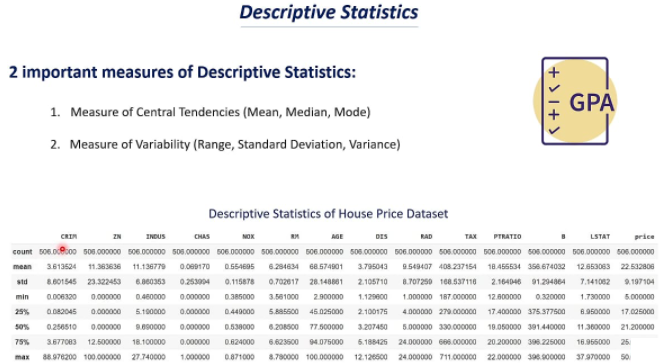 Descriptive Statistics
2 important measures of Descriptive Statistics:
1. Measure of Central Tendencies (Mean, Median, Mode)
2. Measure of Variability (Range, Standard Deviation, Variance)
GPA
Descriptive Statistics of House Price Dataset
CRIM ZN INDUS CHAS NOX RM AGE DIS RAD TAX PTRATIO B LSTAT price
count 506.000000 506.000000 506.000000 506.000000 506.000000 506.000000 506.000000 506.000000 506.000000 506.000000 506.000000 506.000000 506.000000
mean 3.613524 11.363636 11.136779 0.069170 0.554695 6.284634 68.574901 3.795043 9.549407 408.237154 18.455534 356.674032 12.653063 22.532806
std 8.601545 23.322453 6.860353 0.253994 0.115878 0.702617 28.148861 2.105710 8.707259 168.537116 2.164946 91.294864 7.141062 9.197104
min 0.006320 0.000000 0.460000 0.000000 0.385000 3.561000 2.900000 1.129600 1.000000 187.000000 12.600000 0.320000 1.730000 5.000000
25% 0.082045 0.000000 5.190000 0.000000 0.449000 5.885500 45.025000 2.100175 4.000000 279.000000 17.400000 375.377500 6.950000 17.025000
50% 0.256510 0.000000 9.690000 0.000000 0.538000 6.208500 77.500000 3.207450 5.000000 330.000000 19.050000 391.440000 11.360000 21.200000
75% 3.677083 12.500000 18.100000 0.000000 0.624000 6.623500 94.075000 5.188425 24.000000 666.000000 20.200000 396.225000 16.955000 25.
max 88.976200 100.000000 27.740000 1.000000 0.871000 8.780000 100.000000 12.126500 24.000000 711.000000 22.000000 396.900000 37.970000 50.